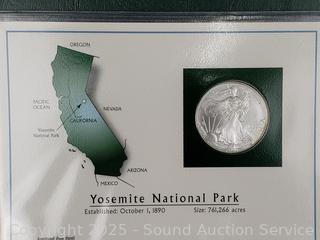 OREGON
PACIFIC
OCEAN
NEVADA
CALIFORNIA
Yosemite
National Park
ARIZONA
MEXICO
Yosemite National Park
Established: October 1, 1890 Size: 761,266 acres
Copyright 2025 - Sound Auction Service